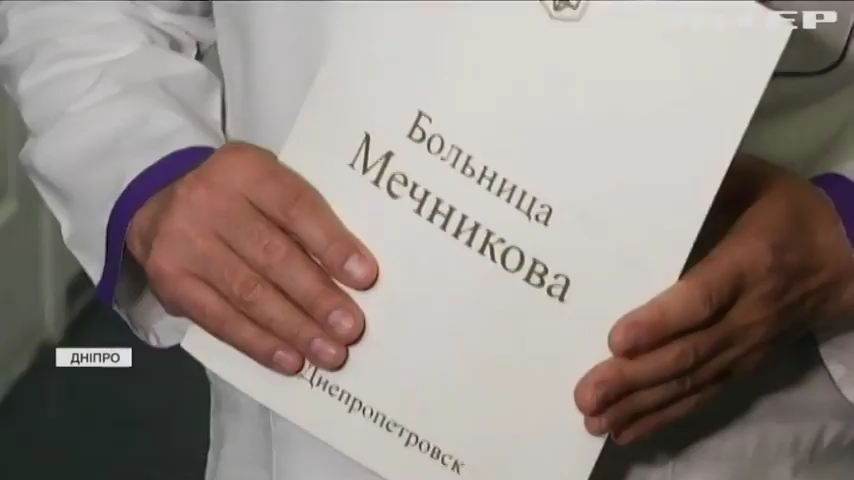 Больница
Мечникова
ДНІПРО
Днепропетровск